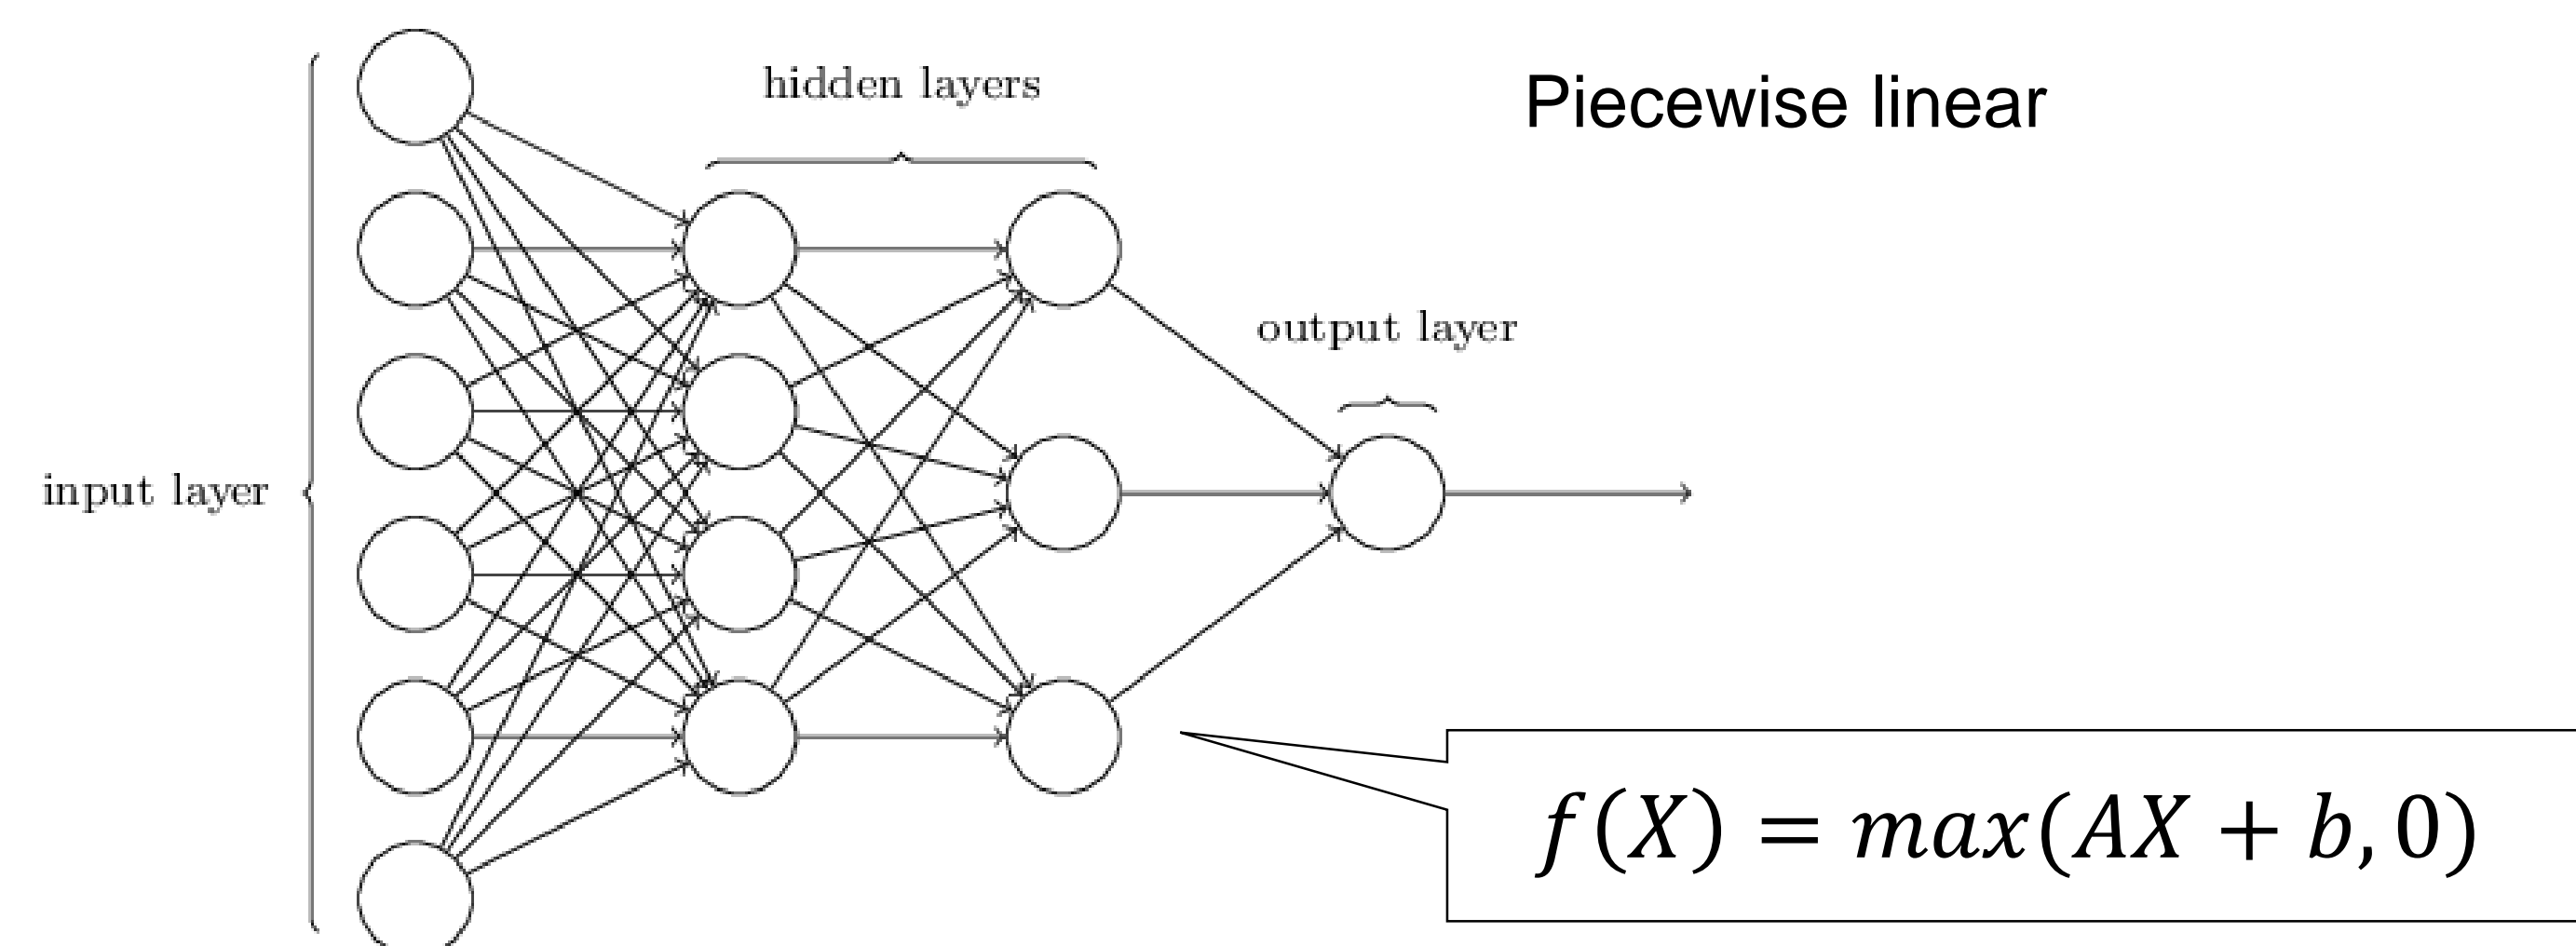 hidden layers
Piecewise linear
output layer
input layer
f(X) = max(AX + b, 0)